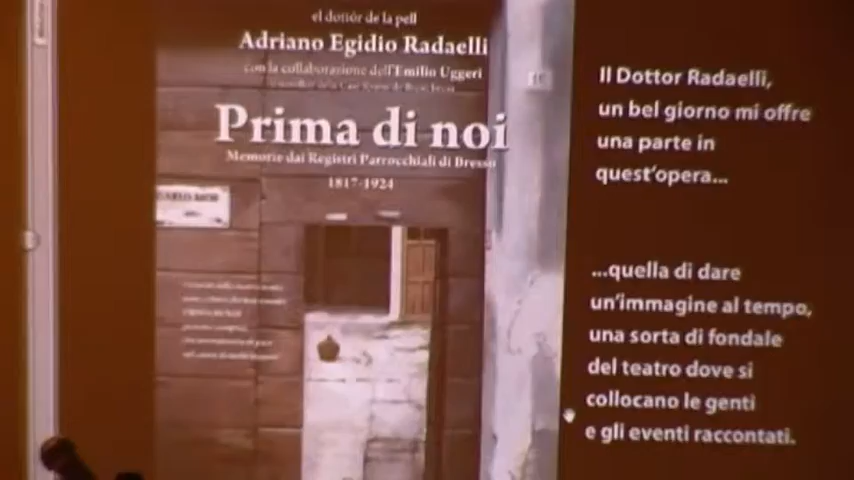 el dottór de la pell
Adriano Egidio Radaelli
con la collaborazione dell'Emilio Uggeri
Prima di noi
Memorie dai Registri Parrocchiali di Bresso
1817-1924
Il Dottor Radaelli,
un bel giorno mi offre
una parte in
quest'opera...
...quella di dare
un'immagine al tempo,
una sorta di fondale
del teatro dove si
collocano le genti
e gli eventi raccontati.